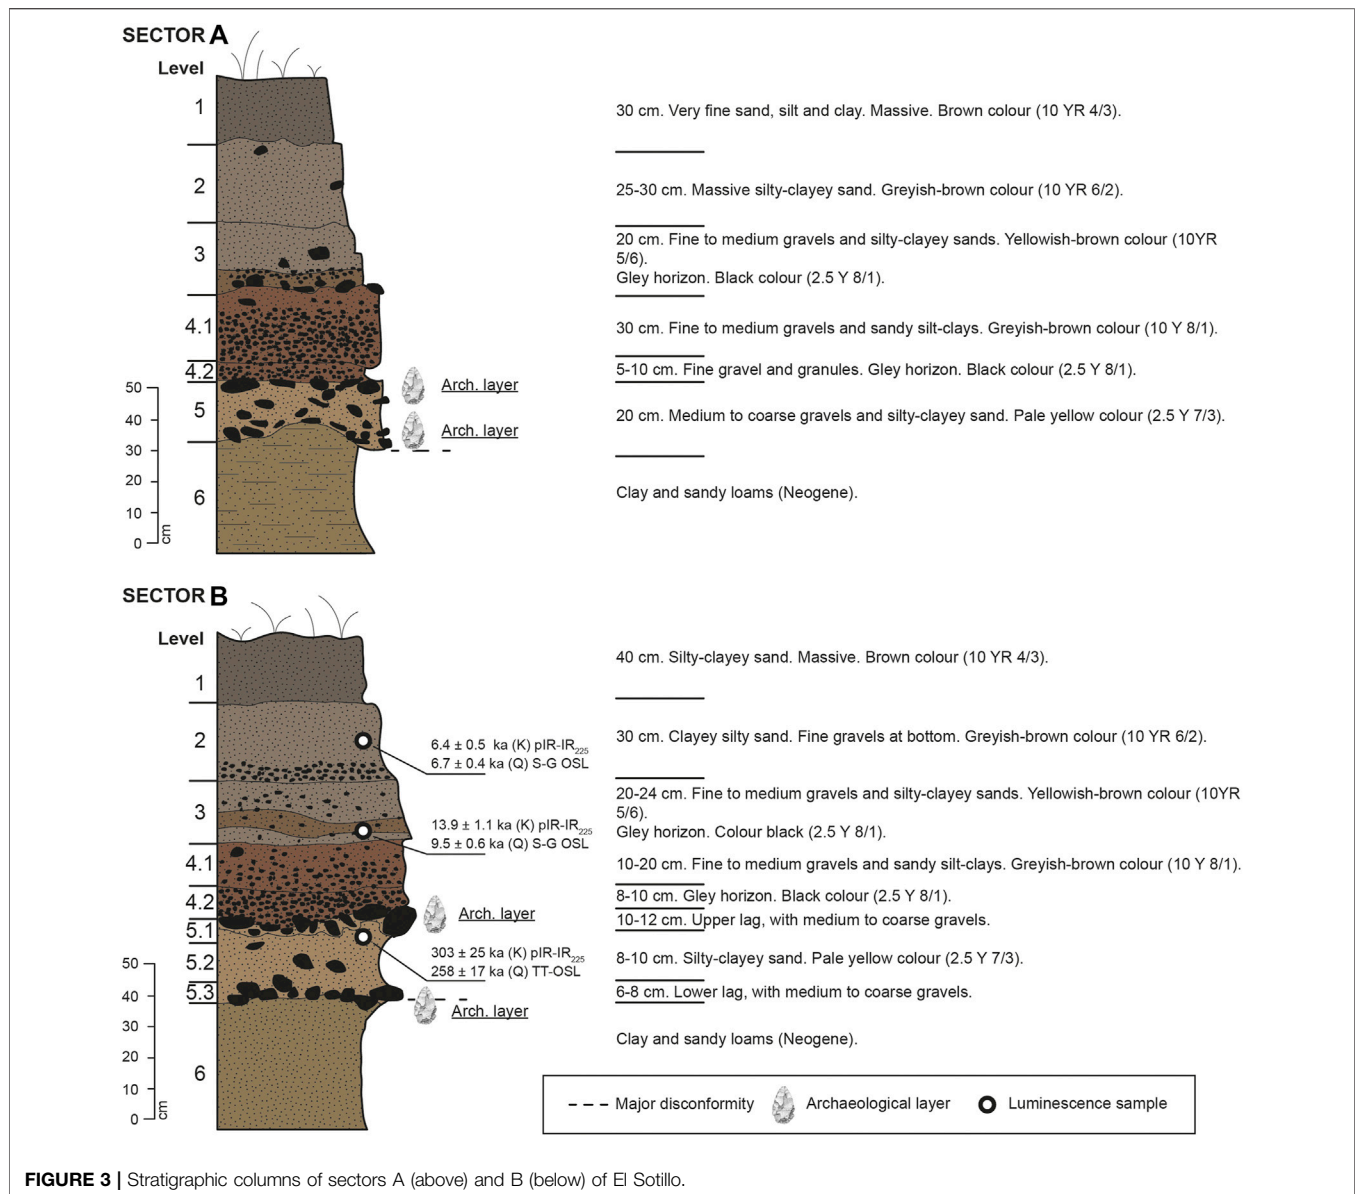 SECTOR A
Level
1
30 cm. Very fine sand, silt and clay. Massive. Brown colour (10 YR 4/3).
2
25-30 cm. Massive silty-clayey sand. Greyish-brown colour (10 YR 6/2).
3
20 cm. Fine to medium gravels and silty-clayey sands. Yellowish-brown colour (10YR
5/6).
Gley horizon. Black colour (2.5 Y 8/1).
4.1
30 cm. Fine to medium gravels and sandy silt-clays. Greyish-brown colour (10 Y 8/1).
4.2
5-10 cm. Fine gravel and granules. Gley horizon. Black colour (2.5 Y 8/1).
Arch. layer
5
20 cm. Medium to coarse gravels and silty-clayey sand. Pale yellow colour (2.5 Y 7/3).
Arch. layer
6
Clay and sandy loams (Neogene).
50
40
30
20
10
0
cm
SECTOR B
Level
1
40 cm. Silty-clayey sand. Massive. Brown colour (10 YR 4/3).
2
6.4 ± 0.5 ka (K) pIR-IR225
6.7 ± 0.4 ka (Q) S-G OSL
30 cm. Clayey silty sand. Fine gravels at bottom. Greyish-brown colour (10 YR 6/2).
3
13.9 ± 1.1 ka (K) pIR-IR225
9.5 ± 0.6 ka (Q) S-G OSL
20-24 cm. Fine to medium gravels and silty-clayey sands. Yellowish-brown colour (10YR
5/6).
Gley horizon. Colour black (2.5 Y 8/1).
4.1
10-20 cm. Fine to medium gravels and sandy silt-clays. Greyish-brown colour (10 Y 8/1).
4.2
8-10 cm. Gley horizon. Black colour (2.5 Y 8/1).
Arch. layer
5.1
10-12 cm. Upper lag, with medium to coarse gravels.
303 ± 25 ka (K) pIR-IR225
258 ± 17 ka (Q) TT-OSL
5.2
8-10 cm. Silty-clayey sand. Pale yellow colour (2.5 Y 7/3).
5.3
6-8 cm. Lower lag, with medium to coarse gravels.
Arch. layer
6
Clay and sandy loams (Neogene).
50
40
30
20
10
0
cm
Major disconformity
Archaeological layer
Luminescence sample
FIGURE 3 | Stratigraphic columns of sectors A (above) and B (below) of El Sotillo.